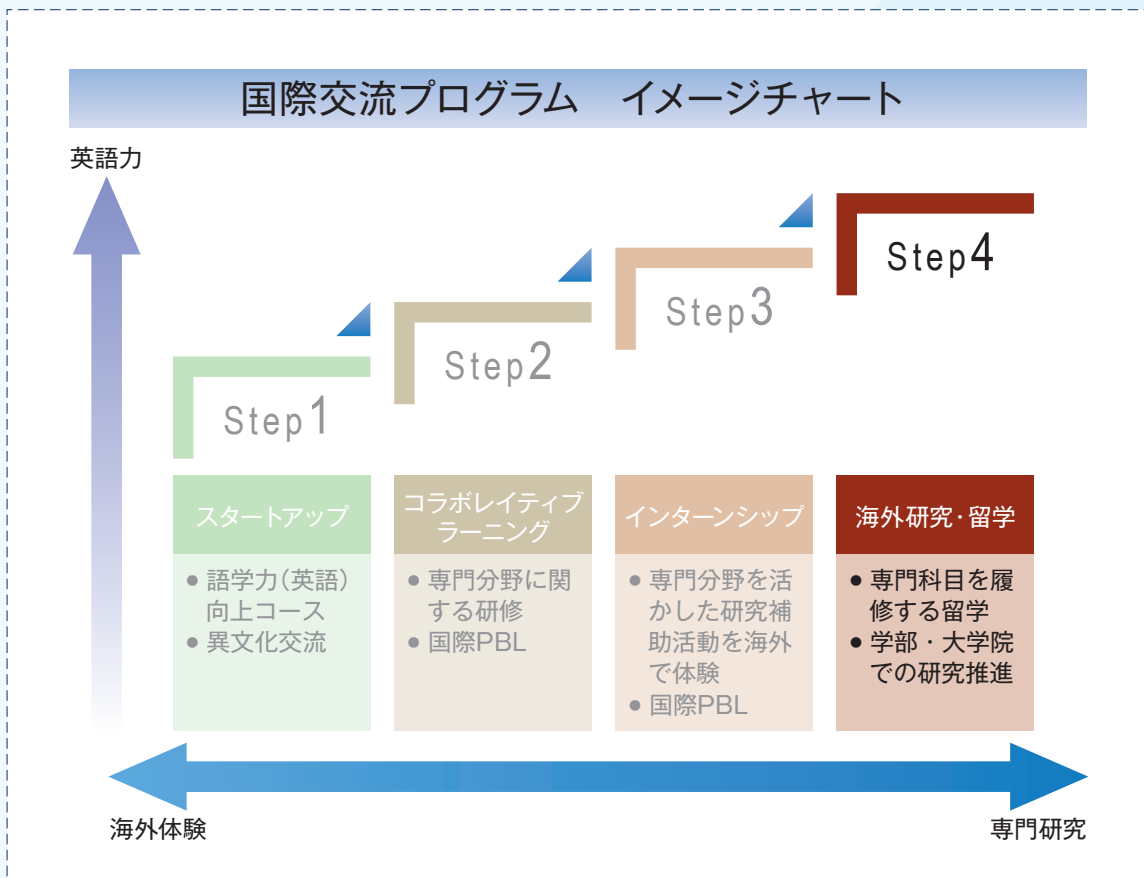 国際交流プログラム　イメージチャート
英語力
Step1
Step2
Step3
Step4
スタートアップ
● 語学力（英語）
向上コース
● 異文化交流
コラボレイティブ
ラーニング
● 専門分野に関
する研修
● 国際PBL
インターンシップ
● 専門分野を活
かした研究補
助活動を海外
で体験
● 国際PBL
海外研究・留学
● 専門科目を履
修する留学
● 学部・大学院
での研究推進
海外体験
専門研究